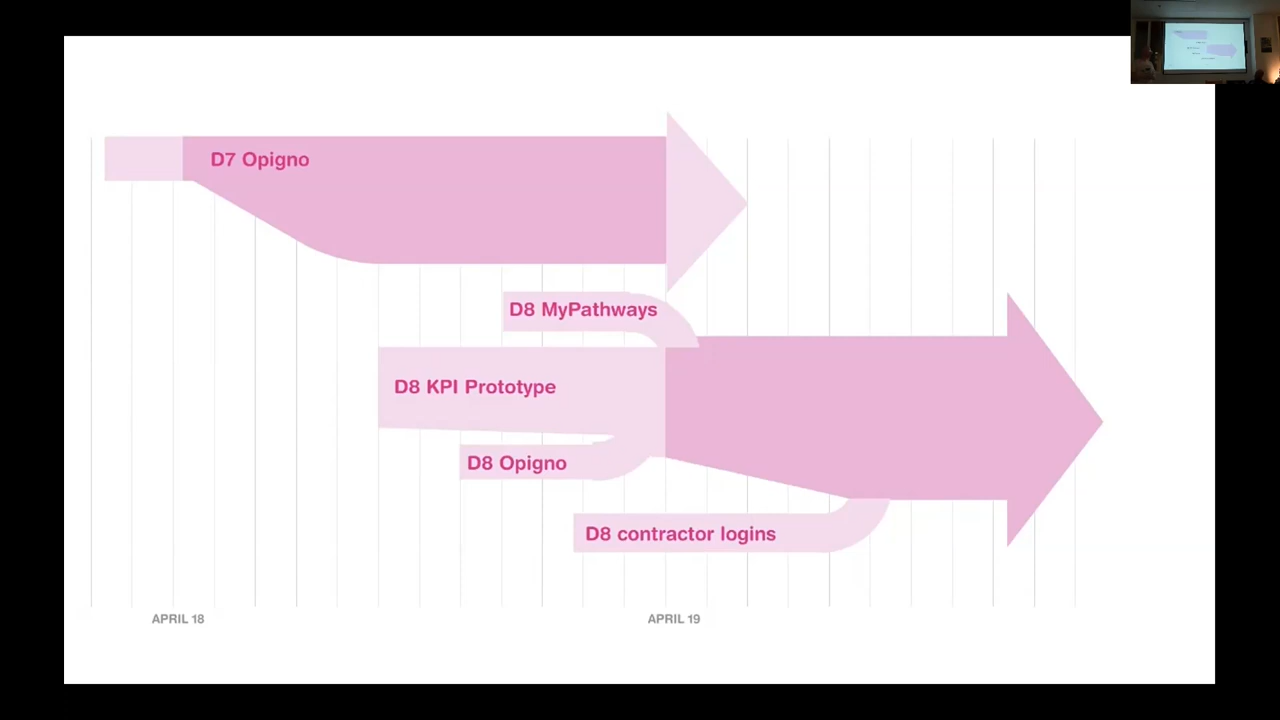 D7 Opigno
D8 MyPathways
D8 KPI Prototype
D8 Opigno
D8 contractor logins
APRIL 18
APRIL 19